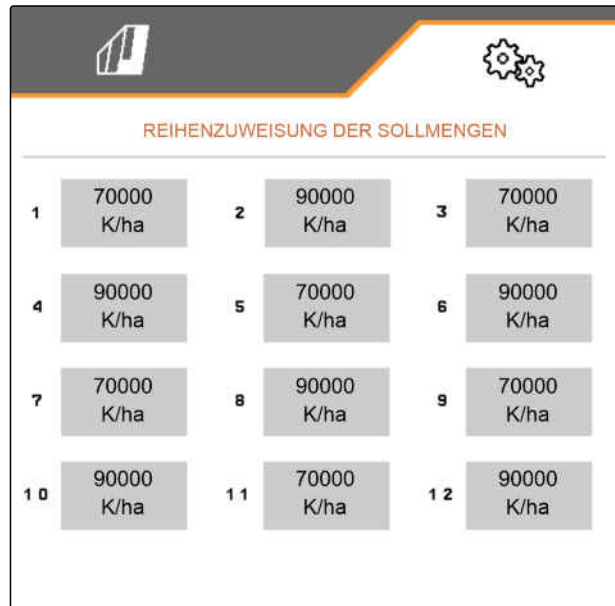 REIHENZUWEISUNG DER SOLLMENGEN
1 70000 K/ha 2 90000 K/ha 3 70000 K/ha
4 90000 K/ha 5 70000 K/ha 6 90000 K/ha
7 70000 K/ha 8 90000 K/ha 9 70000 K/ha
10 90000 K/ha 11 70000 K/ha 12 90000 K/ha